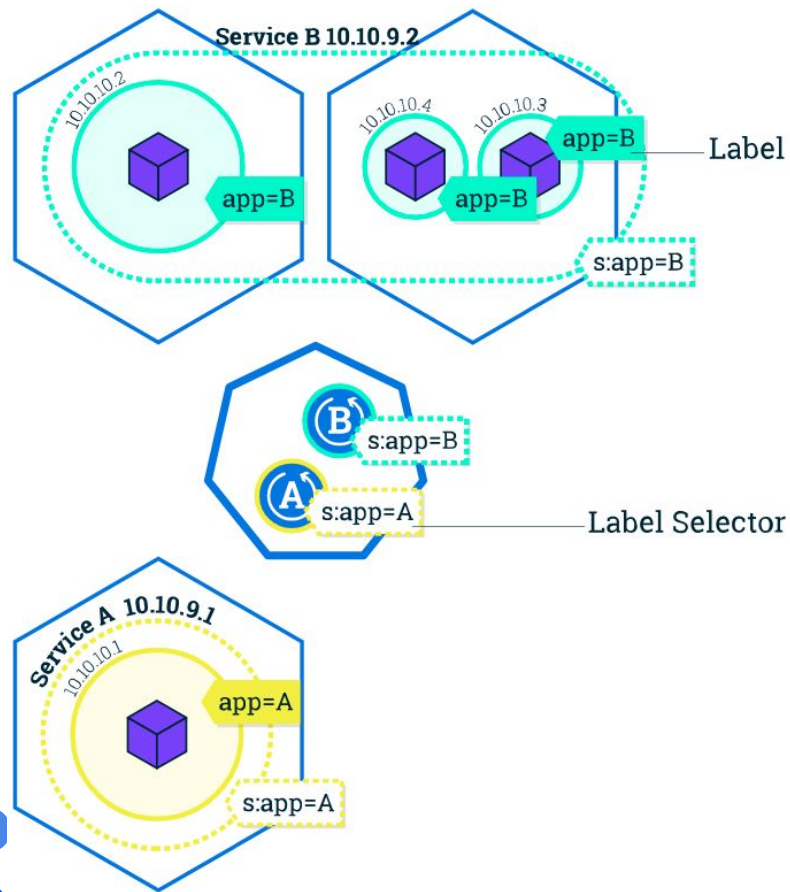 Service B 10.10.9.2
10.10.10.2
10.10.10.4
10.10.10.3
app=B
Label
app=B
app=B
s:app=B
B
s:app=B
A
s:app=A
Label Selector
Service A 10.10.9.1
10.10.10.1
app=A
s:app=A